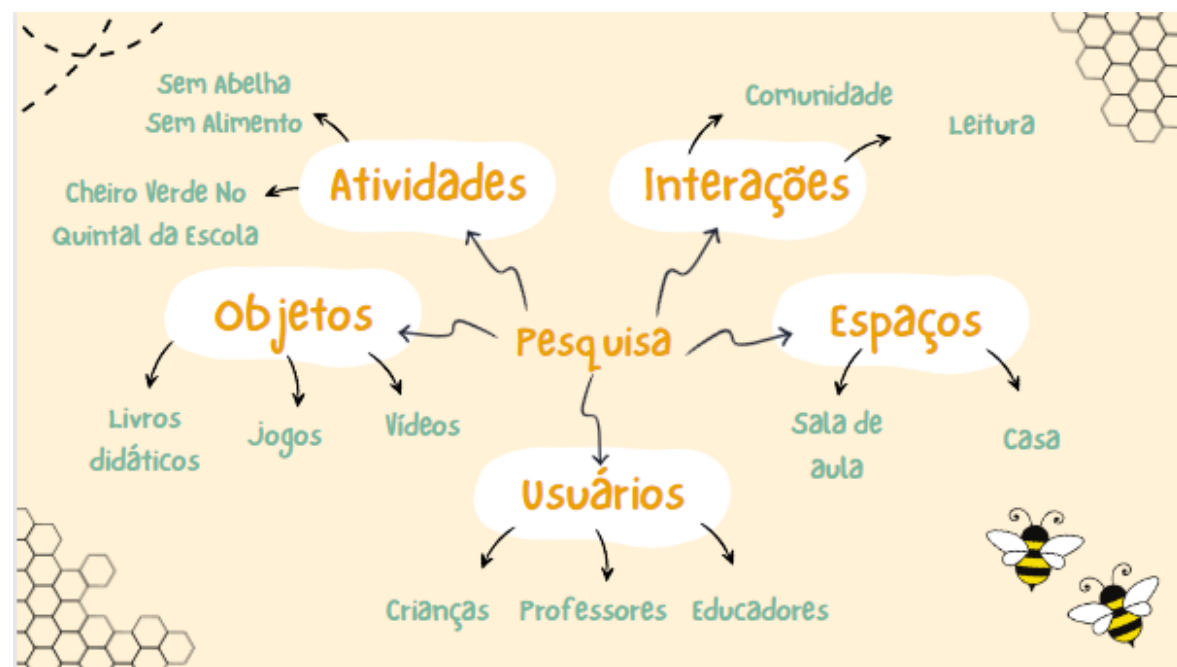 Sem Abelha
Sem Alimento
Comunidade
Leitura
Atividades
Interações
Cheiro Verde No
Quintal da Escola
Objetos
Pesquisa
Espaços
Livros
didáticos
Jogos
Vídeos
Sala de
aula
Casa
Usuários
Crianças
Professores
Educadores